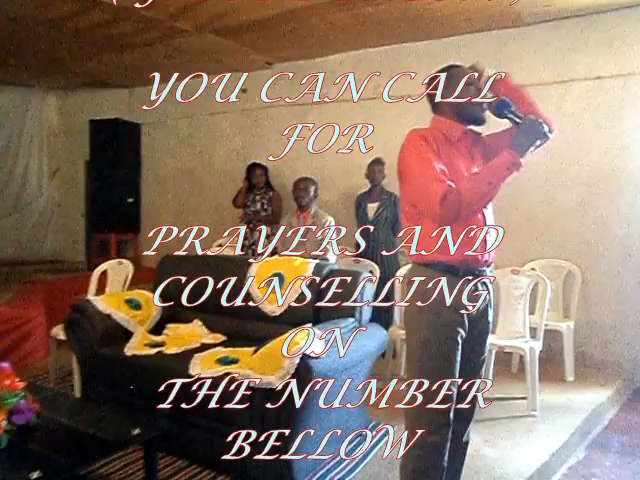 YOU CAN CALL
FOR
PRAYERS AND
COUNSELLING
ON
THE NUMBER
BELLOW